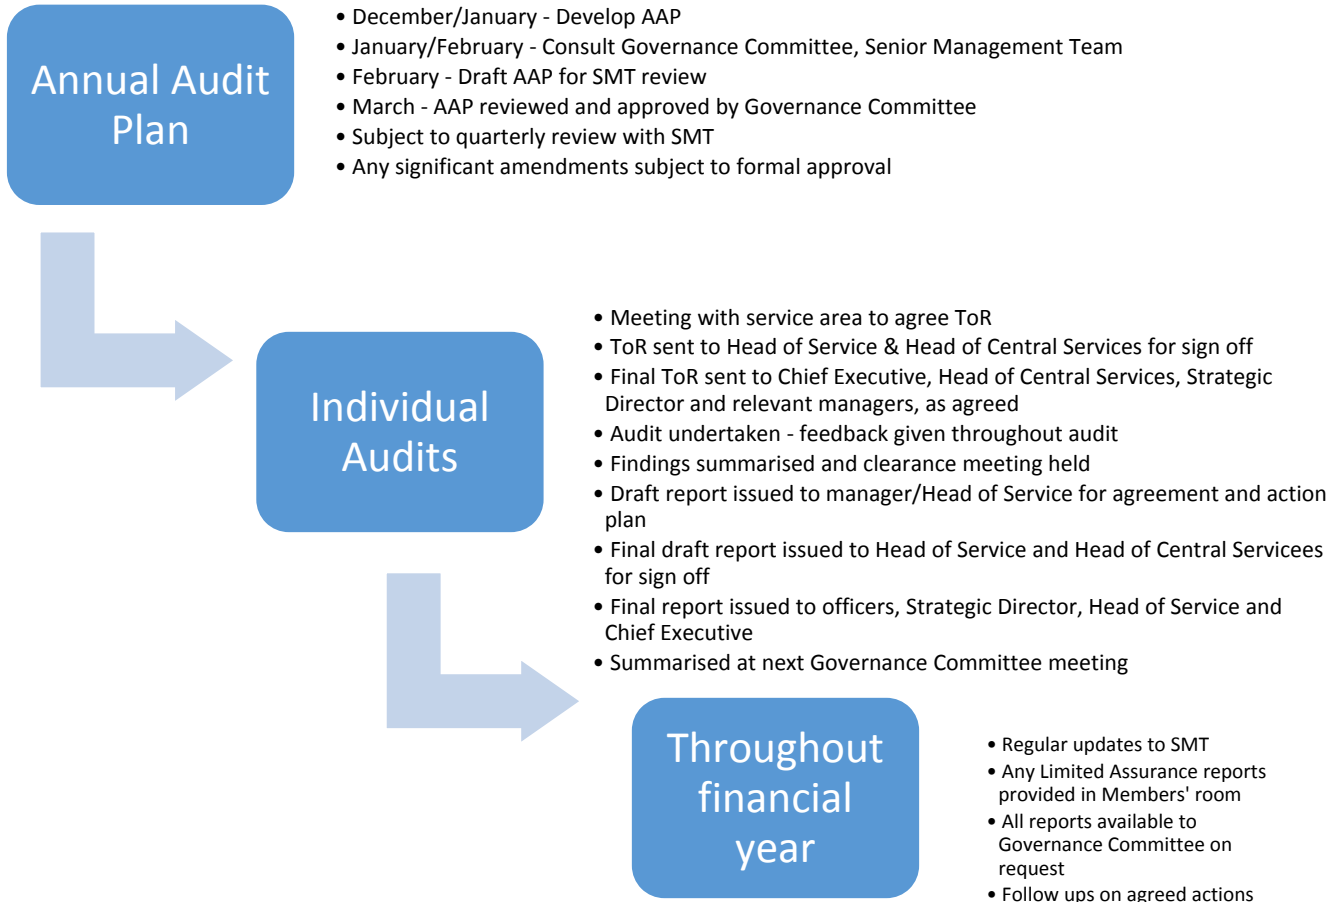 Annual Audit
Plan
• December/January - Develop AAP
• January/February - Consult Governance Committee, Senior Management Team
• February - Draft AAP for SMT review
• March - AAP reviewed and approved by Governance Committee
• Subject to quarterly review with SMT
• Any significant amendments subject to formal approval
Individual
Audits
• Meeting with service area to agree ToR
• ToR sent to Head of Service & Head of Central Services for sign off
• Final ToR sent to Chief Executive, Head of Central Services, Strategic
Director and relevant managers, as agreed
• Audit undertaken - feedback given throughout audit
• Findings summarised and clearance meeting held
• Draft report issued to manager/Head of Service for agreement and action
plan
• Final draft report issued to Head of Service and Head of Central Servicees
for sign off
• Final report issued to officers, Strategic Director, Head of Service and
Chief Executive
• Summarised at next Governance Committee meeting
Throughout
financial
year
• Regular updates to SMT
• Any Limited Assurance reports
provided in Members' room
• All reports available to
Governance Committee on
request
• Follow ups on agreed actions